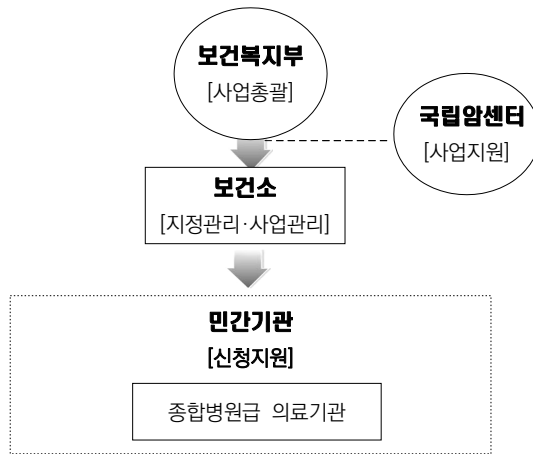 보건복지부
[사업총괄]
국립암센터
[사업지원]
보건소
[지정관리·사업관리]
민간기관
[신청지원]
종합병원급 의료기관